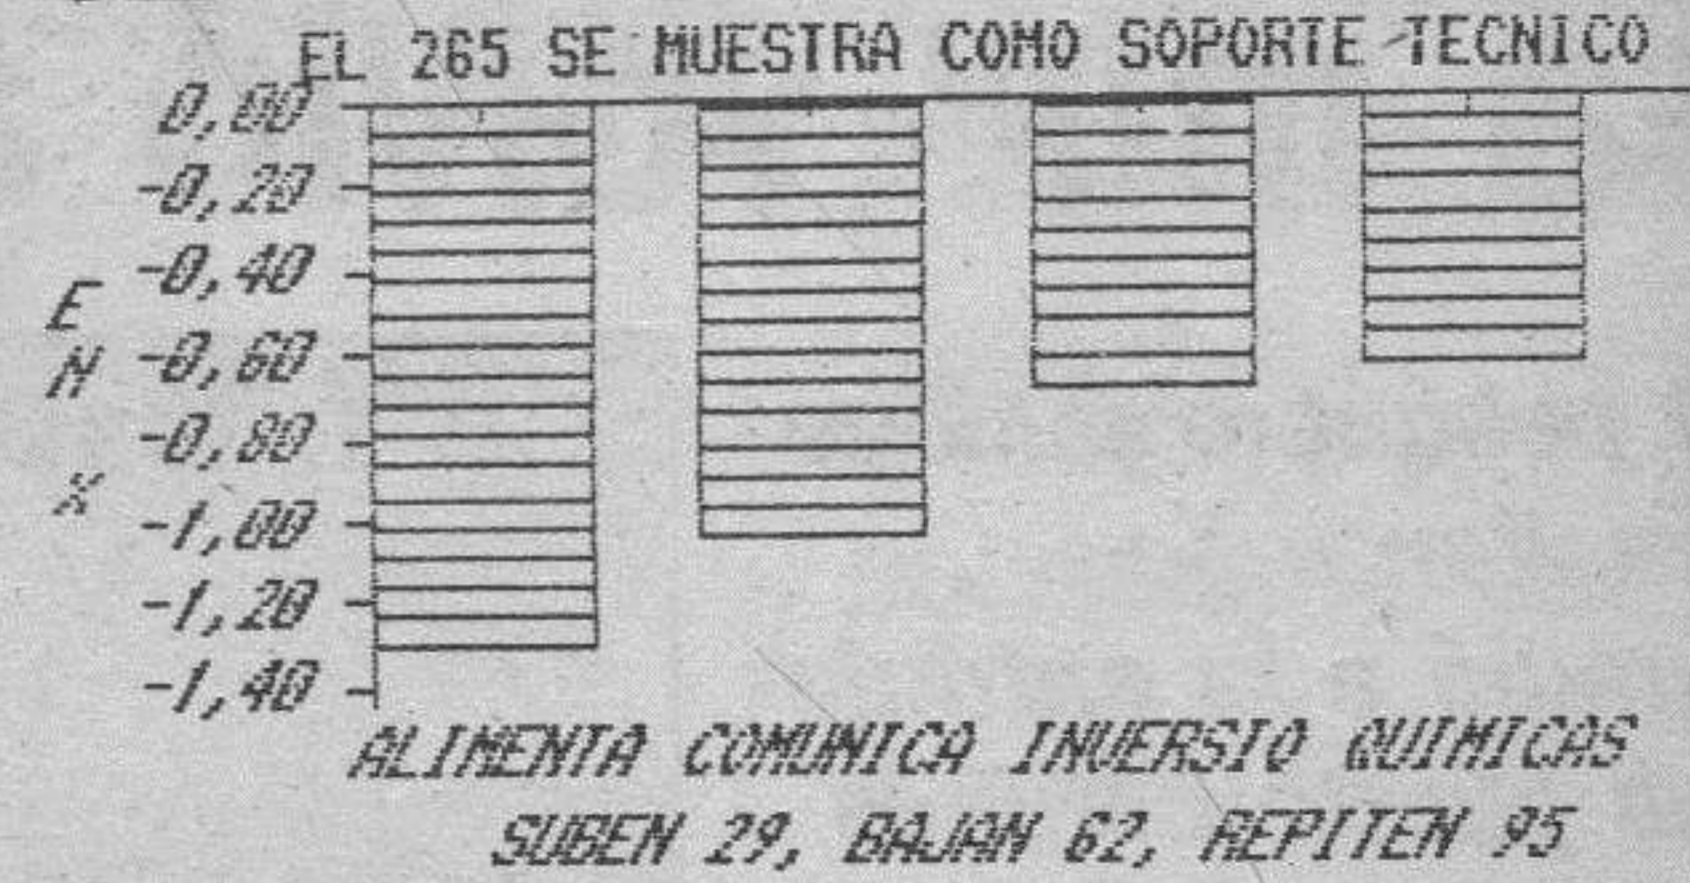 EL 265 SE MUESTRA COMO SOPORTE TECNICO
0,00
-0,20
-0,40
-0,60
-0,80
-1,00
-1,20
-1,40
EN %
ALIMENTA COMUNICA INVERSIO QUIMICAS
SUBEN 29, BAJAN 62, REPITEN 95